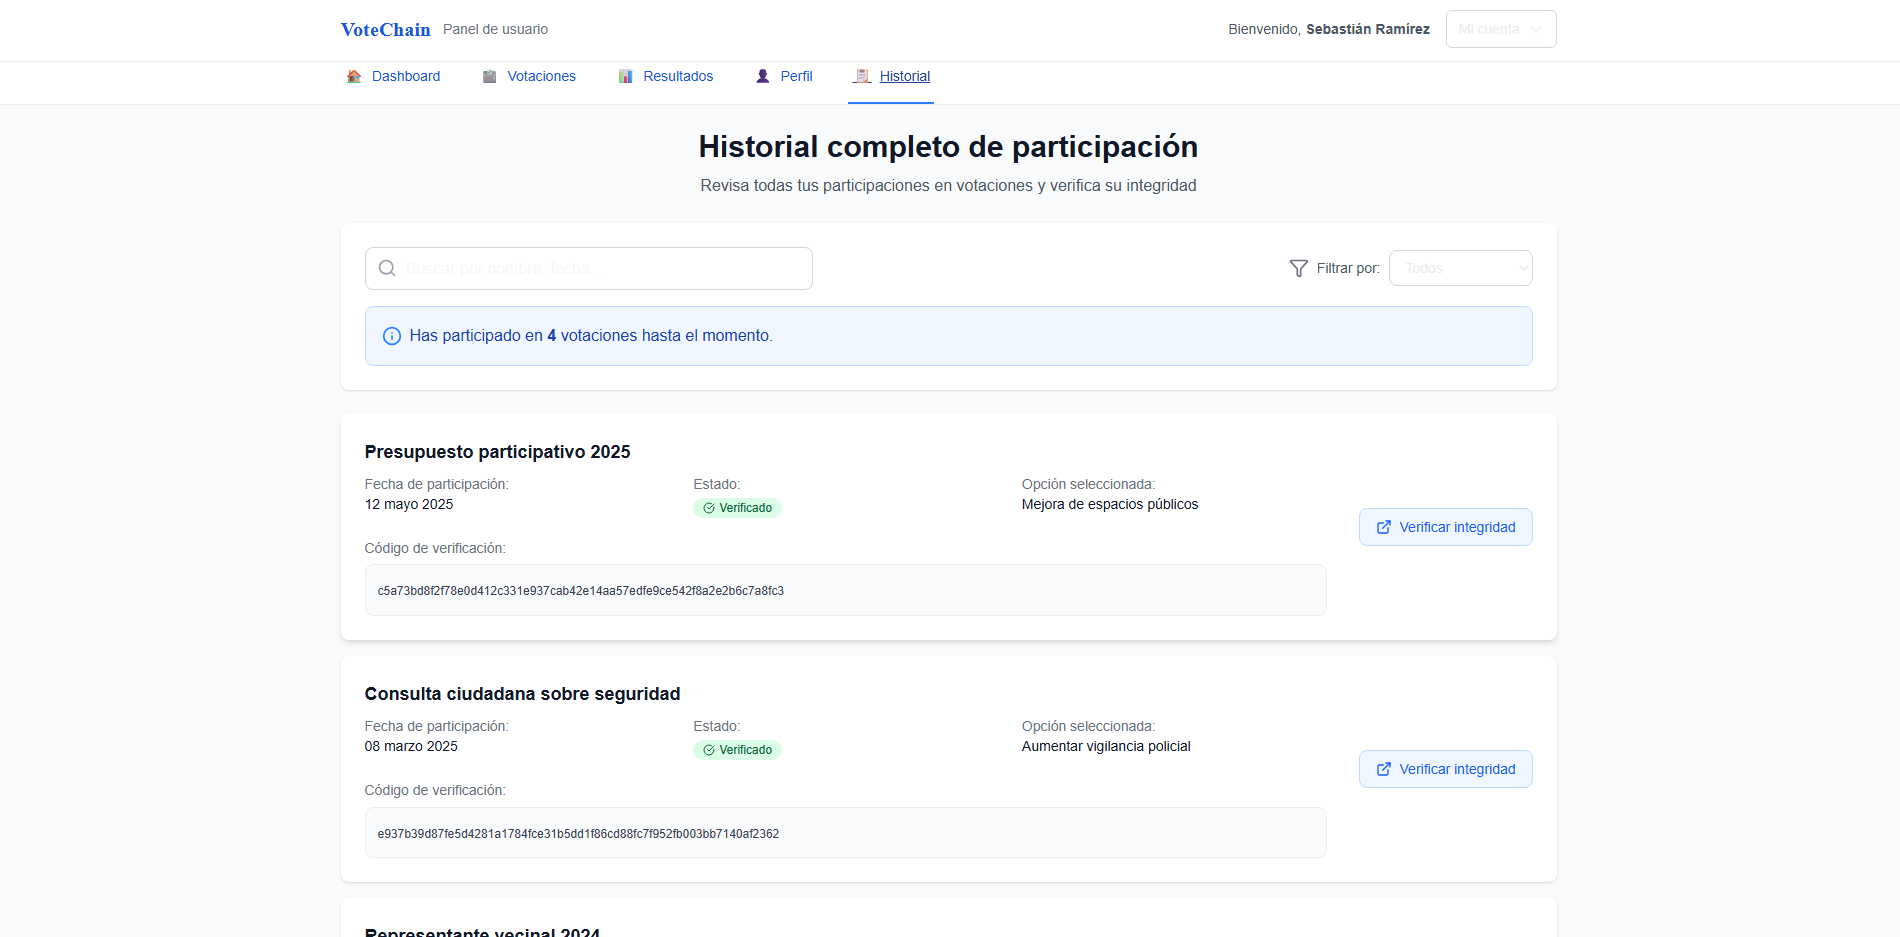 VoteChain Panel de usuario
Bienvenido, Sebastián Ramírez
Mi cuenta
Dashboard
Votaciones
Resultados
Perfil
Historial
Historial completo de participación
Revisa todas tus participaciones en votaciones y verifica su integridad
Buscar por nombre, fecha...
Filtrar por:
Todos
Has participado en 4 votaciones hasta el momento.
Presupuesto participativo 2025
Fecha de participación:
12 mayo 2025
Estado:
Verificado
Opción seleccionada:
Mejora de espacios públicos
Verificar integridad
Código de verificación:
c5a73bd8f2f78e0d412c331e937cab42e14aa57edfe9ce542f8a2e2b6c7a8fc3
Consulta ciudadana sobre seguridad
Fecha de participación:
08 marzo 2025
Estado:
Verificado
Opción seleccionada:
Aumentar vigilancia policial
Verificar integridad
Código de verificación:
e937b39d87fe5d4281a1784fce31b5dd1f86cd88fc7f952fb003bb7140af2362
Representante vecinal 2024